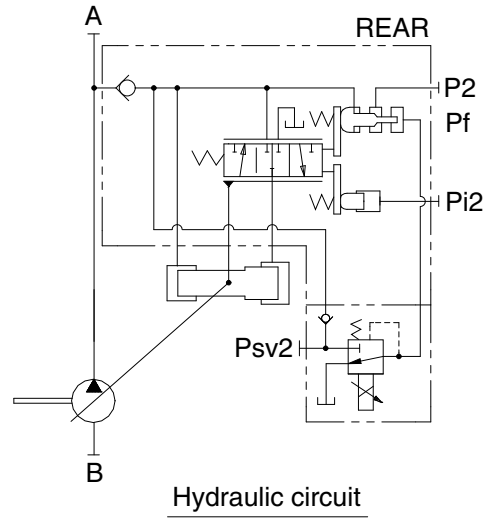 A
REAR
P2
Pf
Pi2
Psv2
B
Hydraulic circuit